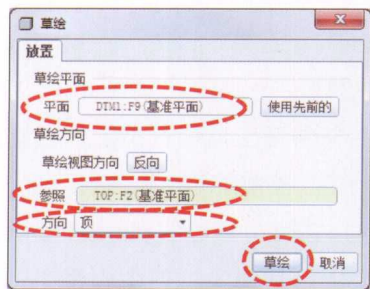 草绘
放置
草绘平面
平面 DTM1:F9(基准平面) 使用先前的
草绘方向
草绘视图方向 反向
参照 TOP:F2(基准平面)
方向 顶
草绘 取消